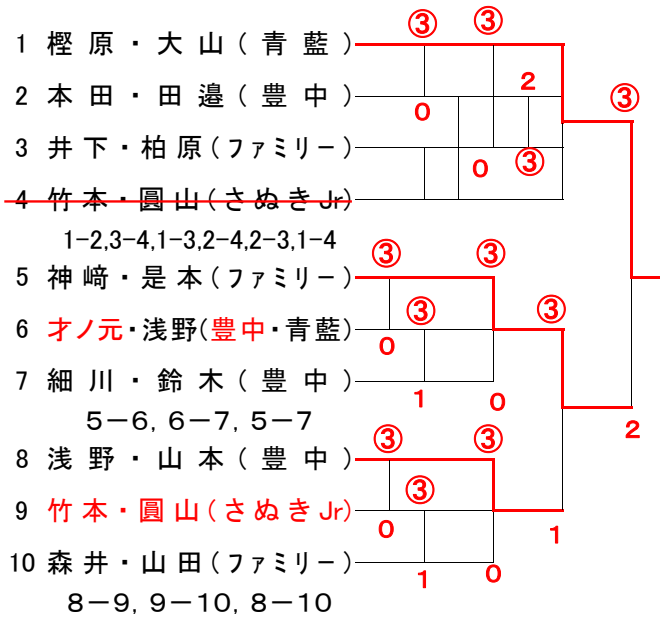 ③ ③
1 樫原・大山(青藍)
2 ③
2 本田・田邉(豊中)
0
3 井下・柏原(ファミリー)
0 ③
4 竹本・圓山(さぬきJr)
1-2,3-4,1-3,2-4,2-3,1-4
③ ③
5 神﨑・是本(ファミリー)
③ ③
6 才ノ元・浅野(豊中・青藍)
0
7 細川・鈴木(豊中)
1 0
5－6, 6－7, 5－7
2
③ ③
8 浅野・山本(豊中)
③
9 竹本・圓山(さぬきJr)
0 1
10 森井・山田(ファミリー)
1 0
8－9, 9－10, 8－10